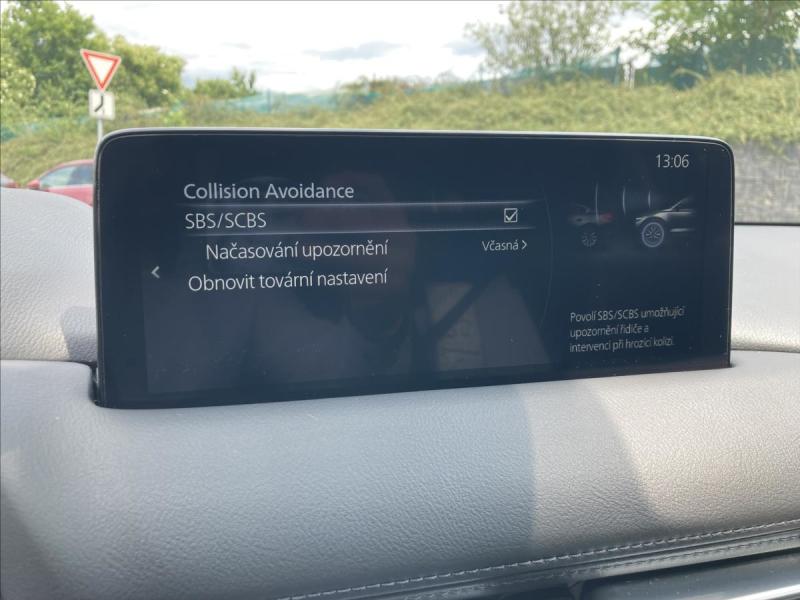 13:06
Collision Avoidance
SBS/SCBS
Načasování upozornění Včasná
Obnovit tovární nastavení
Povolí SBS/SCBS umožňující
upozornění řidiče a
intervenci při hrozící kolizi.